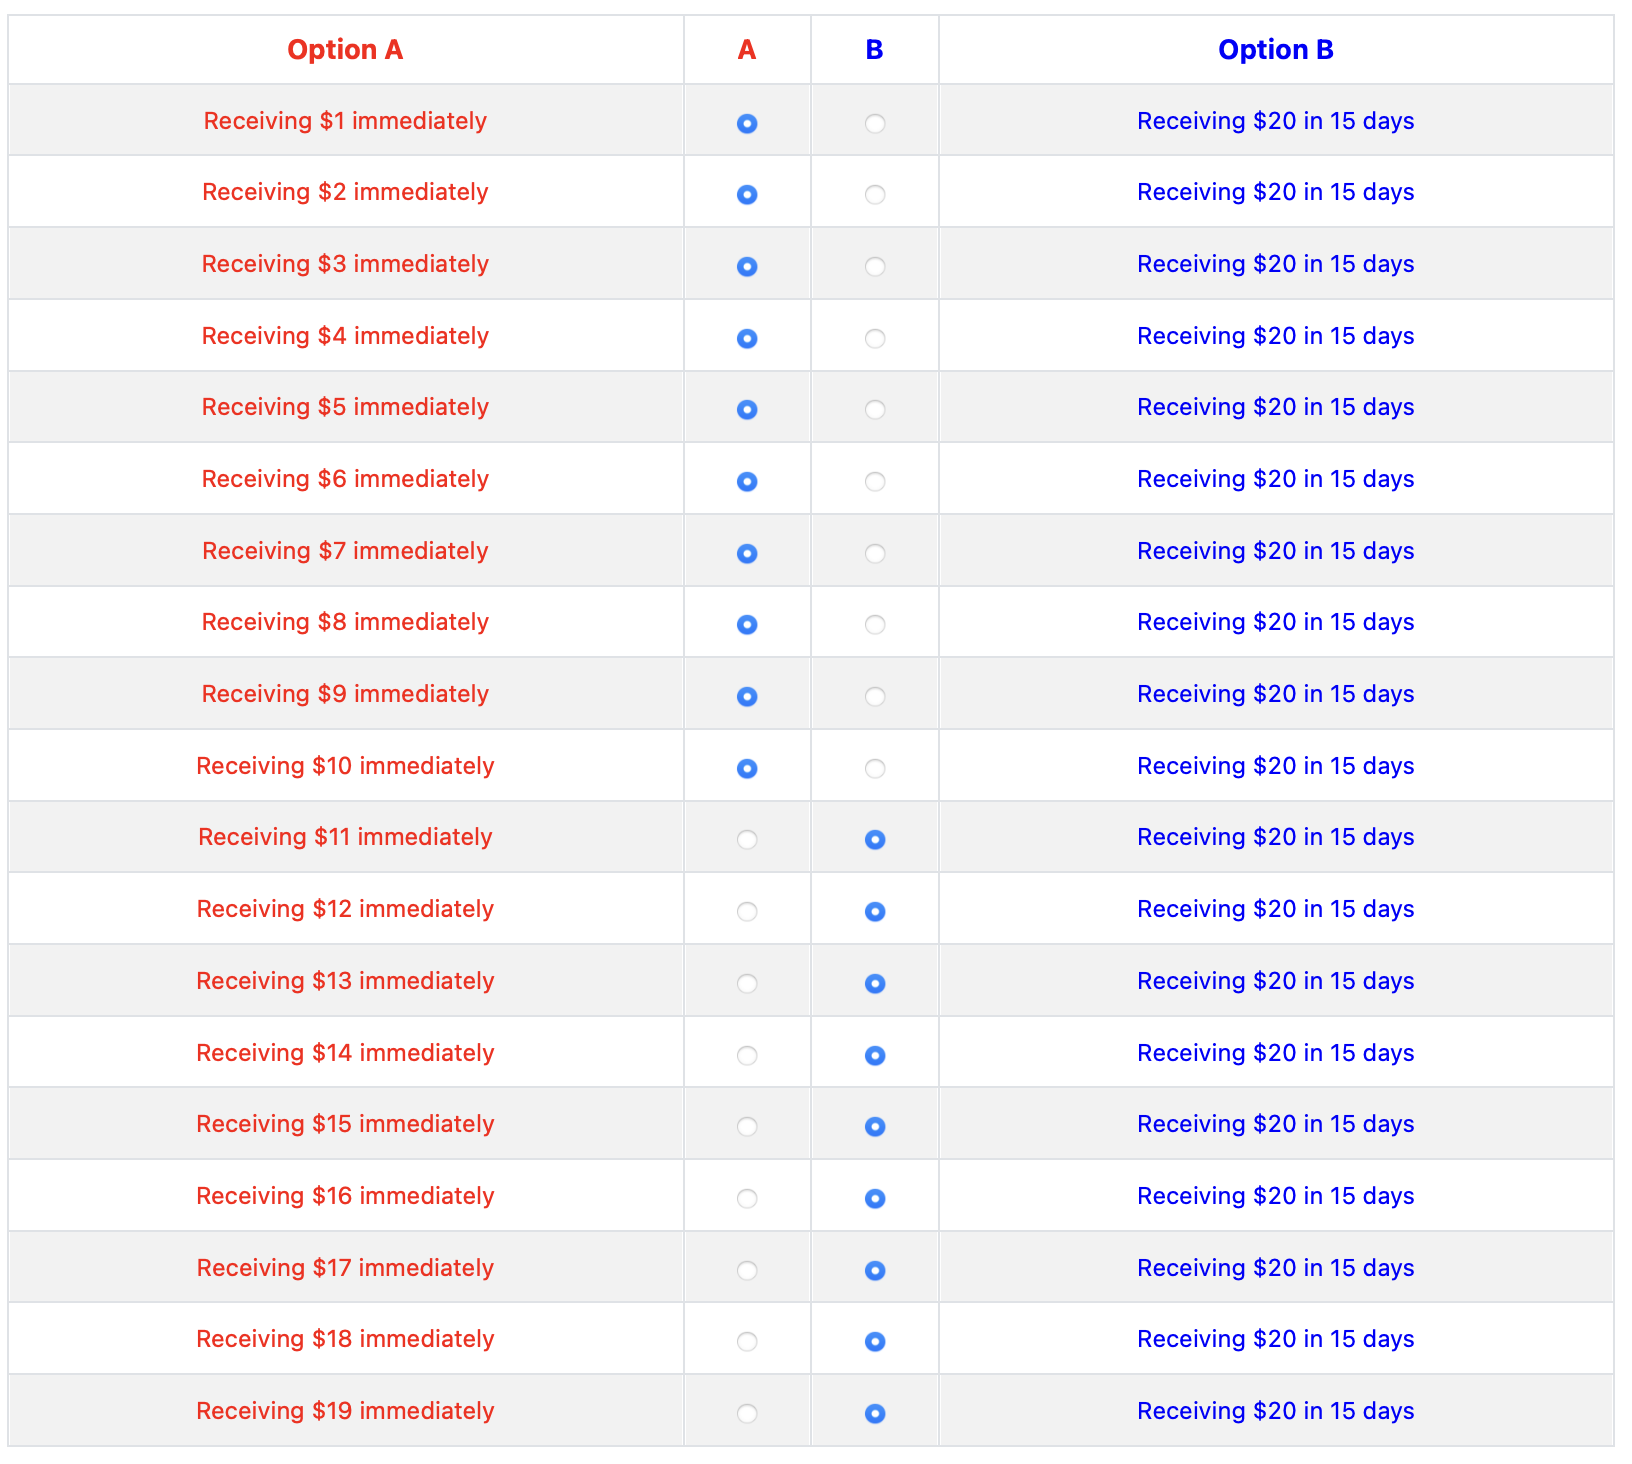 Option A A B Option B
Receiving $1 immediately Receiving $20 in 15 days
Receiving $2 immediately Receiving $20 in 15 days
Receiving $3 immediately Receiving $20 in 15 days
Receiving $4 immediately Receiving $20 in 15 days
Receiving $5 immediately Receiving $20 in 15 days
Receiving $6 immediately Receiving $20 in 15 days
Receiving $7 immediately Receiving $20 in 15 days
Receiving $8 immediately Receiving $20 in 15 days
Receiving $9 immediately Receiving $20 in 15 days
Receiving $10 immediately Receiving $20 in 15 days
Receiving $11 immediately Receiving $20 in 15 days
Receiving $12 immediately Receiving $20 in 15 days
Receiving $13 immediately Receiving $20 in 15 days
Receiving $14 immediately Receiving $20 in 15 days
Receiving $15 immediately Receiving $20 in 15 days
Receiving $16 immediately Receiving $20 in 15 days
Receiving $17 immediately Receiving $20 in 15 days
Receiving $18 immediately Receiving $20 in 15 days
Receiving $19 immediately Receiving $20 in 15 days